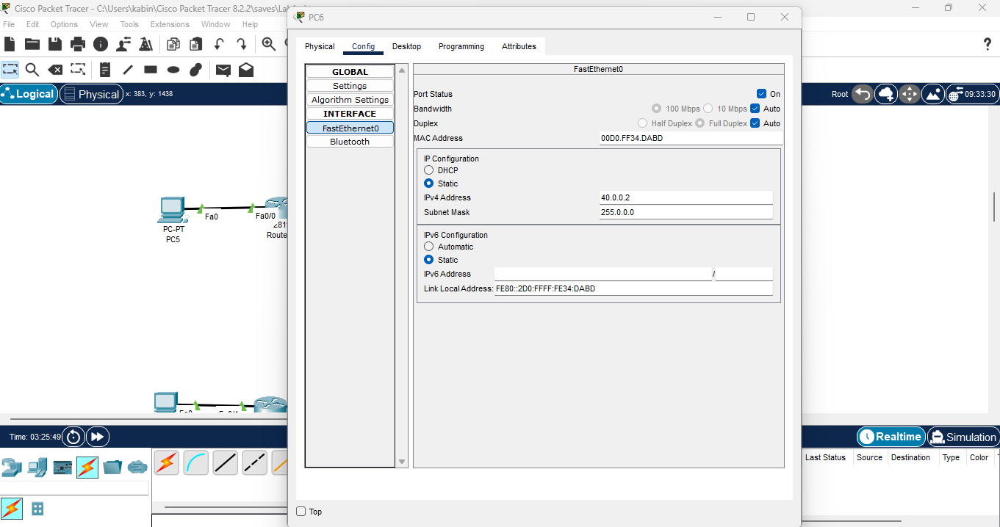 Cisco Packet Tracer - C:\Users\kabin\Cisco Packet Tracer 8.2.2\saves\La
File Edit Options View Tools Extensions Window Help
PC6
Physical Config Desktop Programming Attributes
GLOBAL
Settings
Algorithm Settings
INTERFACE
FastEthernet0
Bluetooth
FastEthernet0
Port Status On
Bandwidth 100 Mbps 10 Mbps Auto
Duplex Half Duplex Full Duplex Auto
MAC Address 00D0.FF34.DABD
IP Configuration
DHCP
Static
IPv4 Address 40.0.0.2
Subnet Mask 255.0.0.0
IPv6 Configuration
Automatic
Static
IPv6 Address /
Link Local Address: FE80::2D0:FFFF:FE34:DABD
Top
?
Logical Physical x: 383, y: 1438
Root 09:33:30
Fa0 Fa0/0
PC-PT
PC5
281
Route
Time: 03:25:49
Realtime Simulation
Last Status Source Destination Type Color